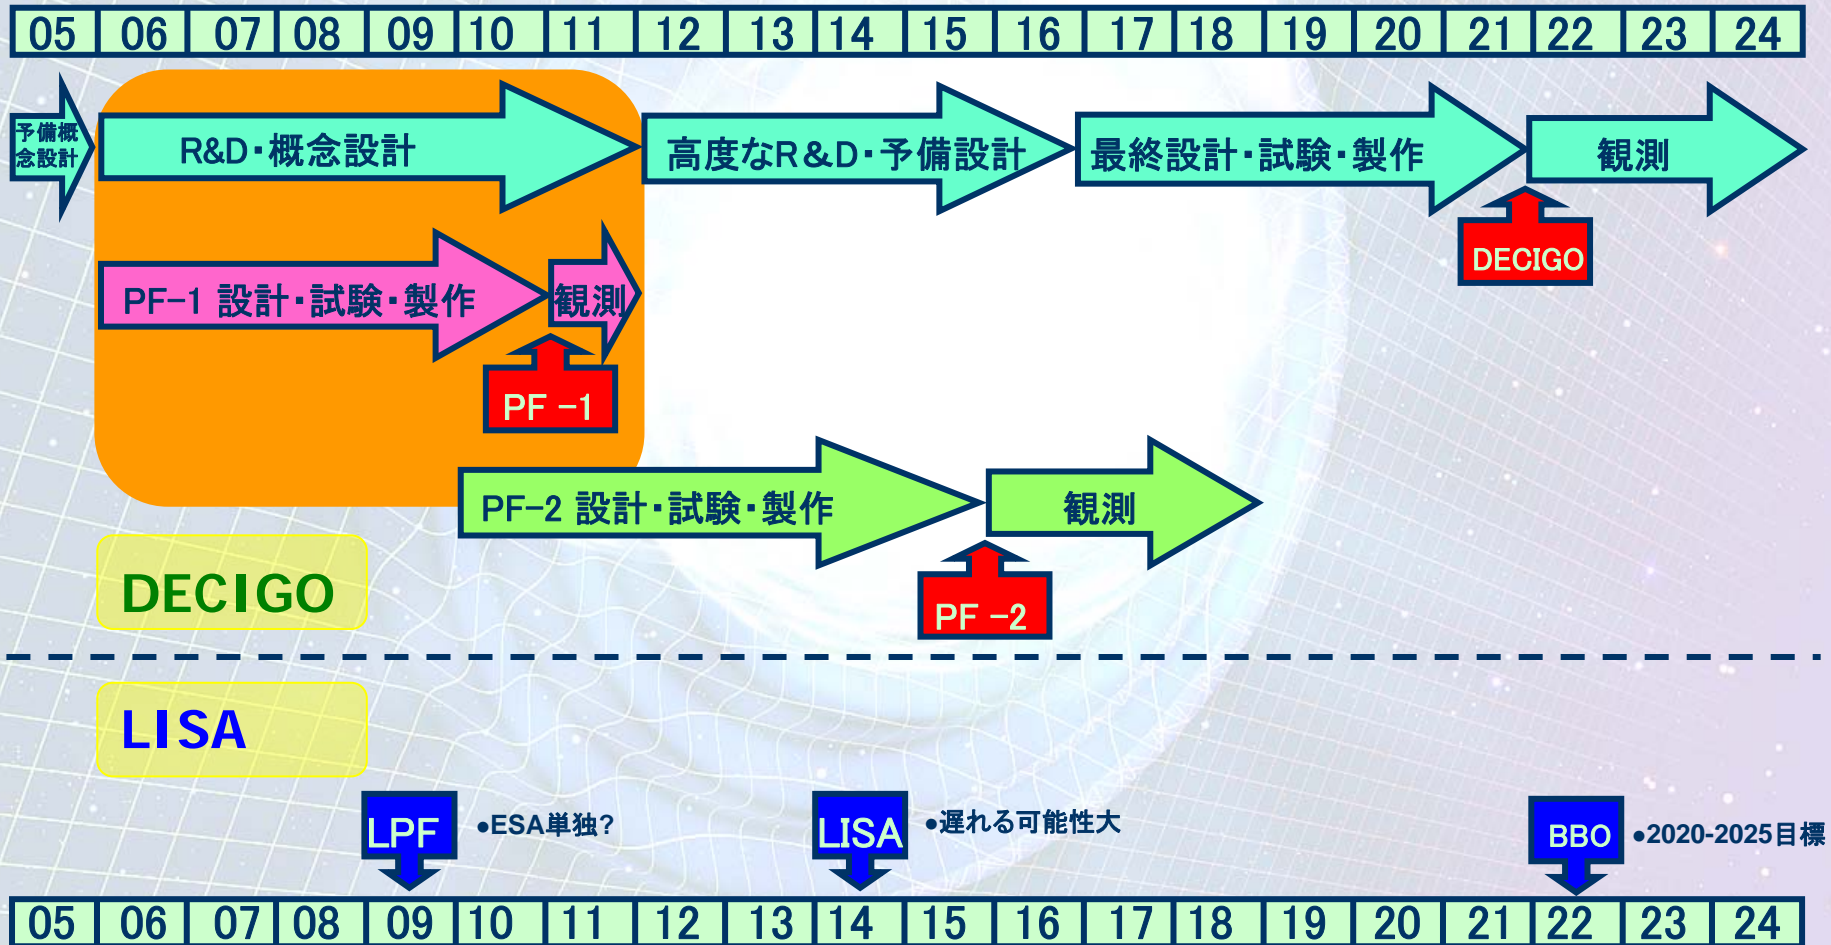 05 06 07 08 09 10 11 12 13 14 15 16 17 18 19 20 21 22 23 24
予備概
念設計
R&D・概念設計
高度なR&D・予備設計
最終設計・試験・製作
観測
DECIGO
PF-1 設計・試験・製作
観測
PF-1
PF-2 設計・試験・製作
観測
PF-2
DECIGO
LISA
LPF
●ESA単独?
LISA
●遅れる可能性大
BBO
●2020-2025目標
05 06 07 08 09 10 11 12 13 14 15 16 17 18 19 20 21 22 23 24